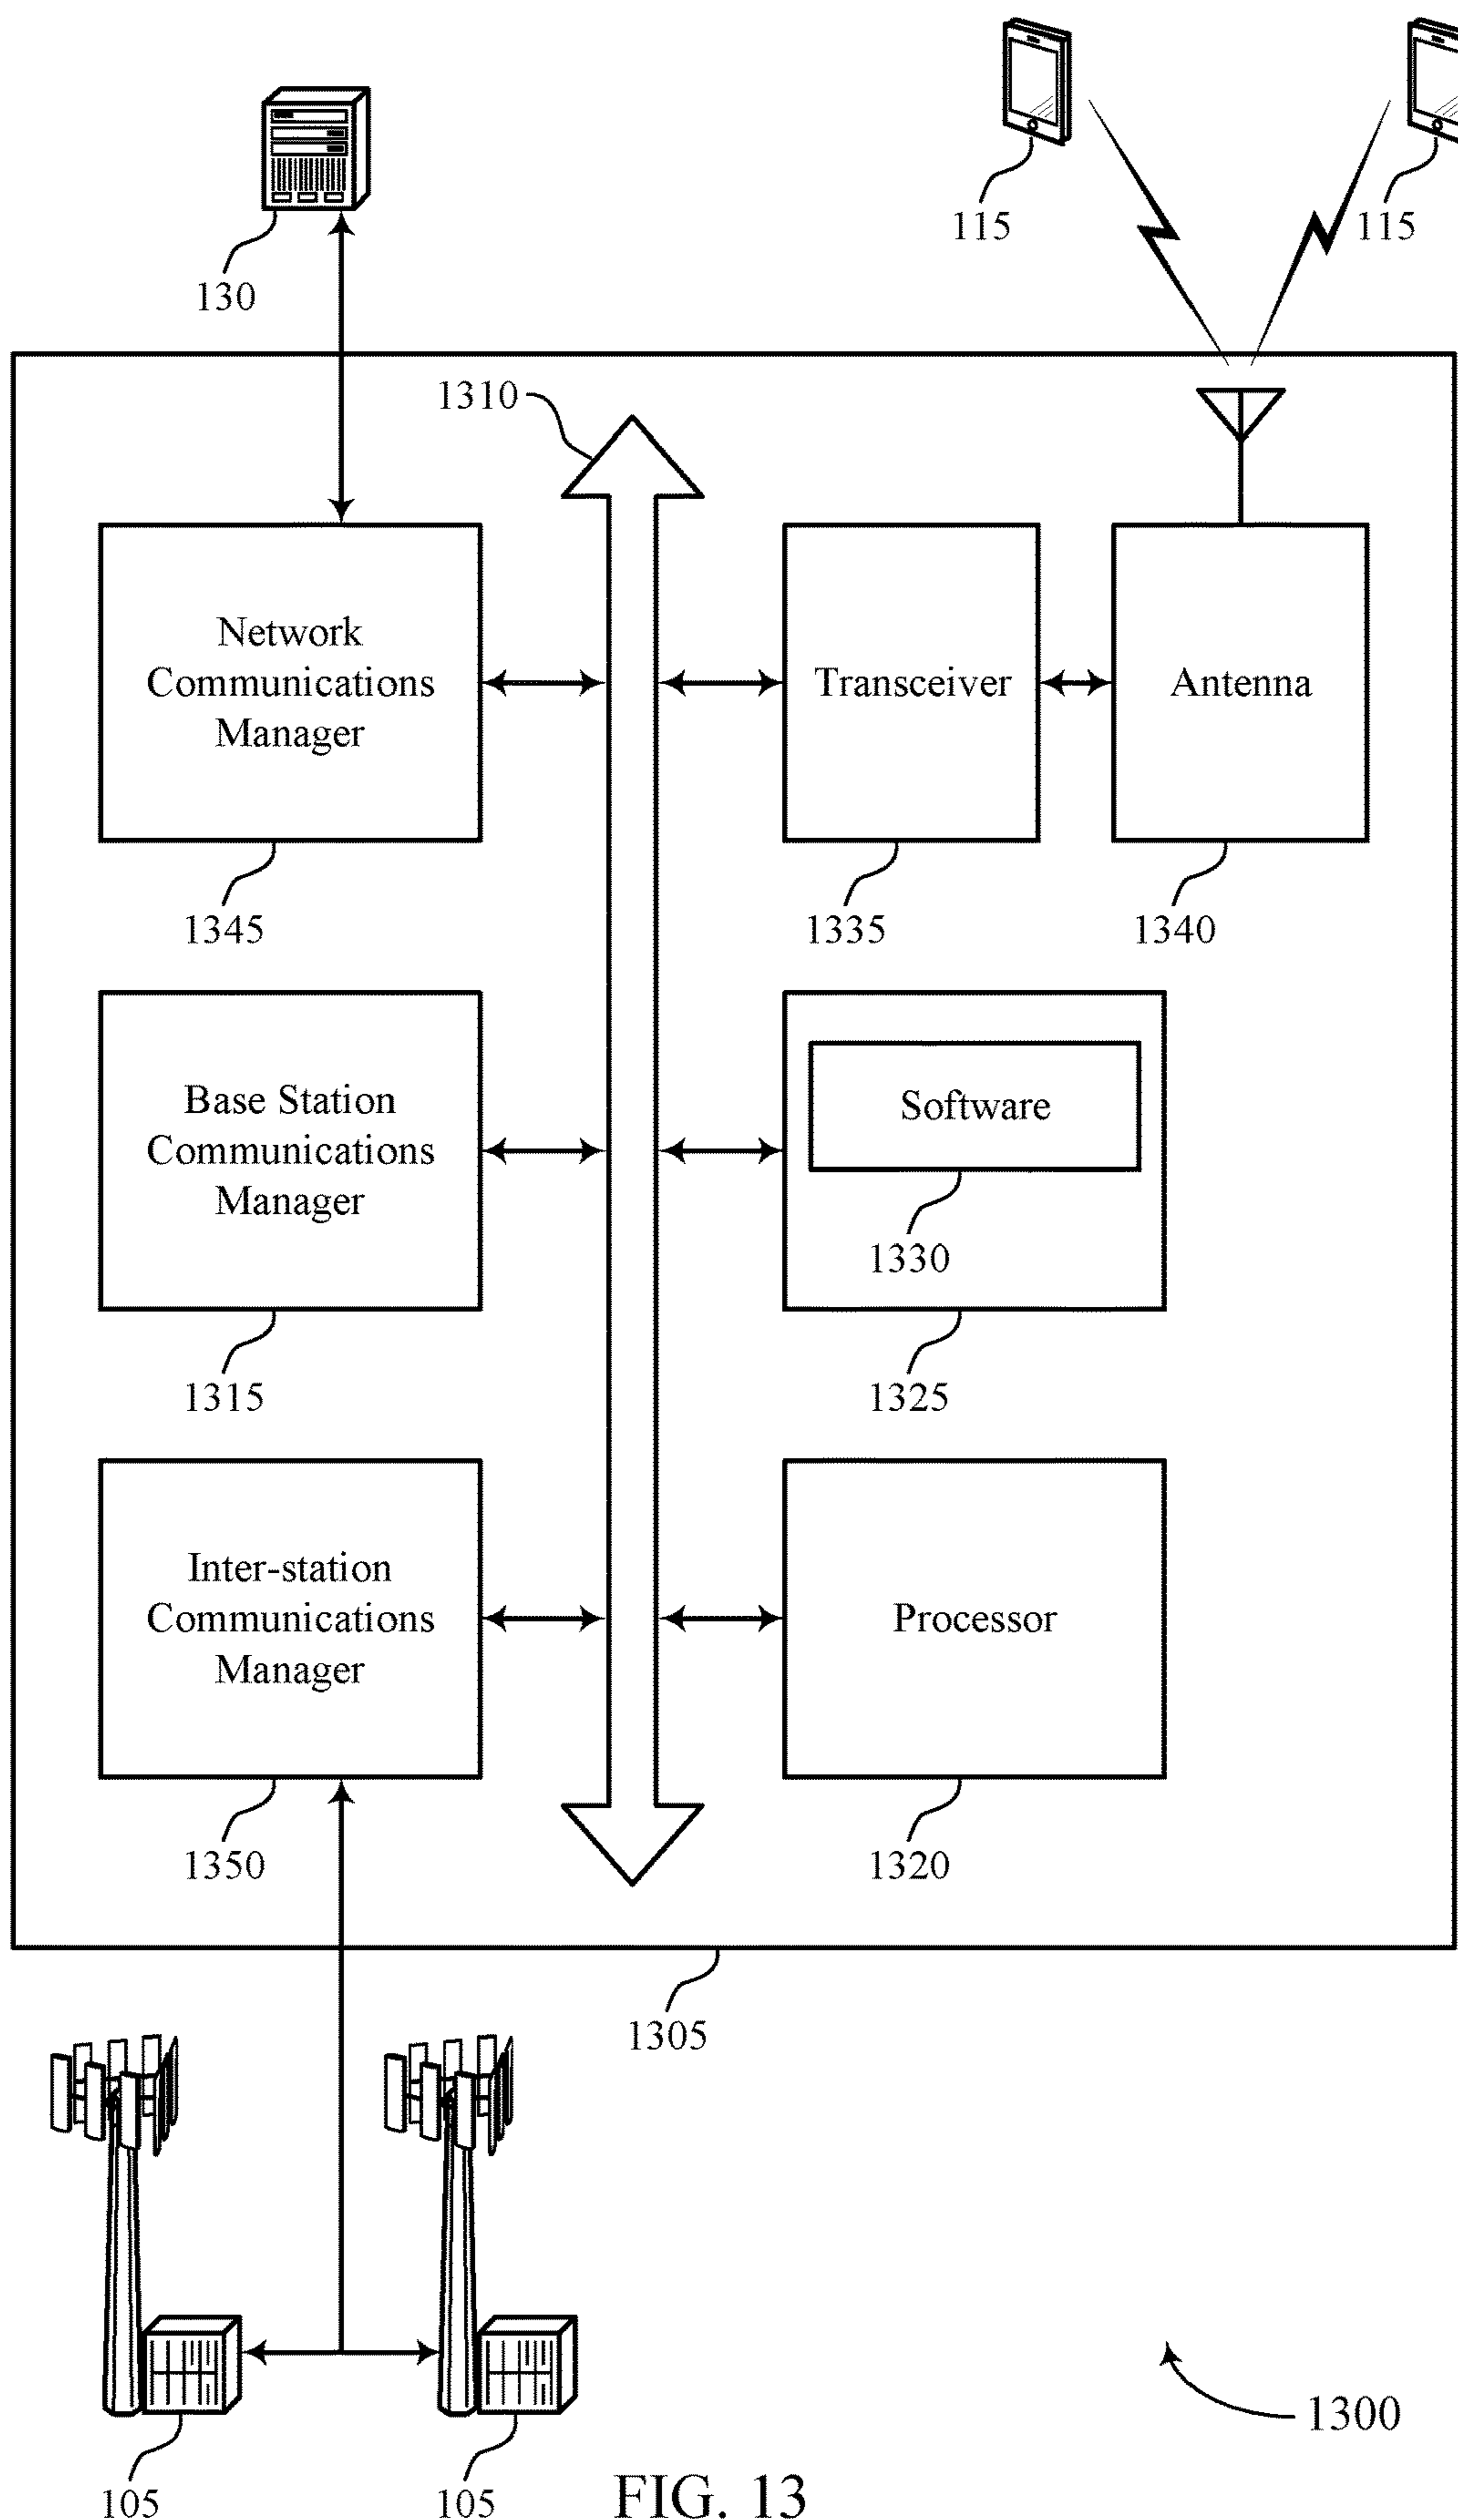 115
115
130
1310
Network
Communications
Manager
Transceiver
Antenna
1345
1335
1340
Base Station
Communications
Manager
Software
1330
1315
1325
Inter-station
Communications
Manager
Processor
1350
1320
1305
1300
105
105
FIG. 13